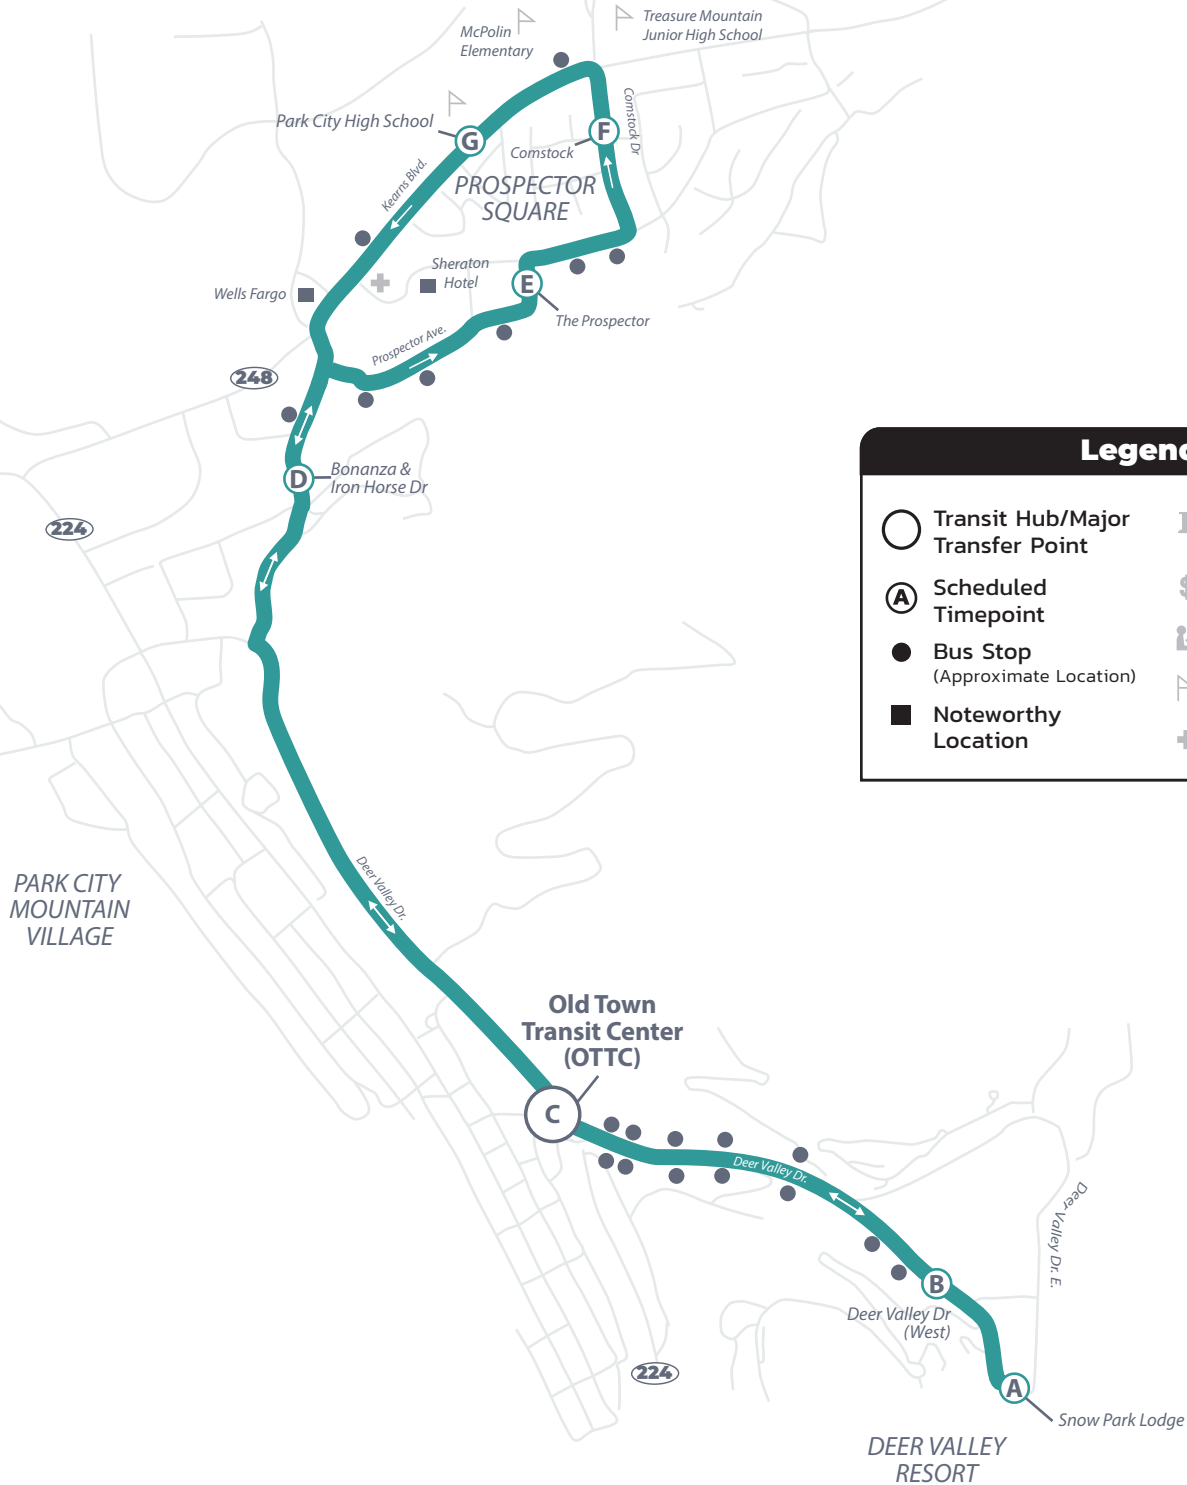 McPolin
Elementary
Treasure Mountain
Junior High School
Park City High School
G
F
Comstock Dr
Comstock
Kearns Blvd.
PROSPECTOR
SQUARE
Sheraton
Hotel
Wells Fargo
E
The Prospector
Prospector Ave.
248
D
Bonanza &
Iron Horse Dr
224
Legend
Transit Hub/Major
Transfer Point
A
Scheduled
Timepoint
Bus Stop
(Approximate Location)
Noteworthy
Location
$
PARK CITY
MOUNTAIN
VILLAGE
Deer Valley Dr.
Old Town
Transit Center
(OTTC)
C
Deer Valley Dr.
Deer Valley Dr. E.
B
Deer Valley Dr
(West)
224
A
Snow Park Lodge
DEER VALLEY
RESORT